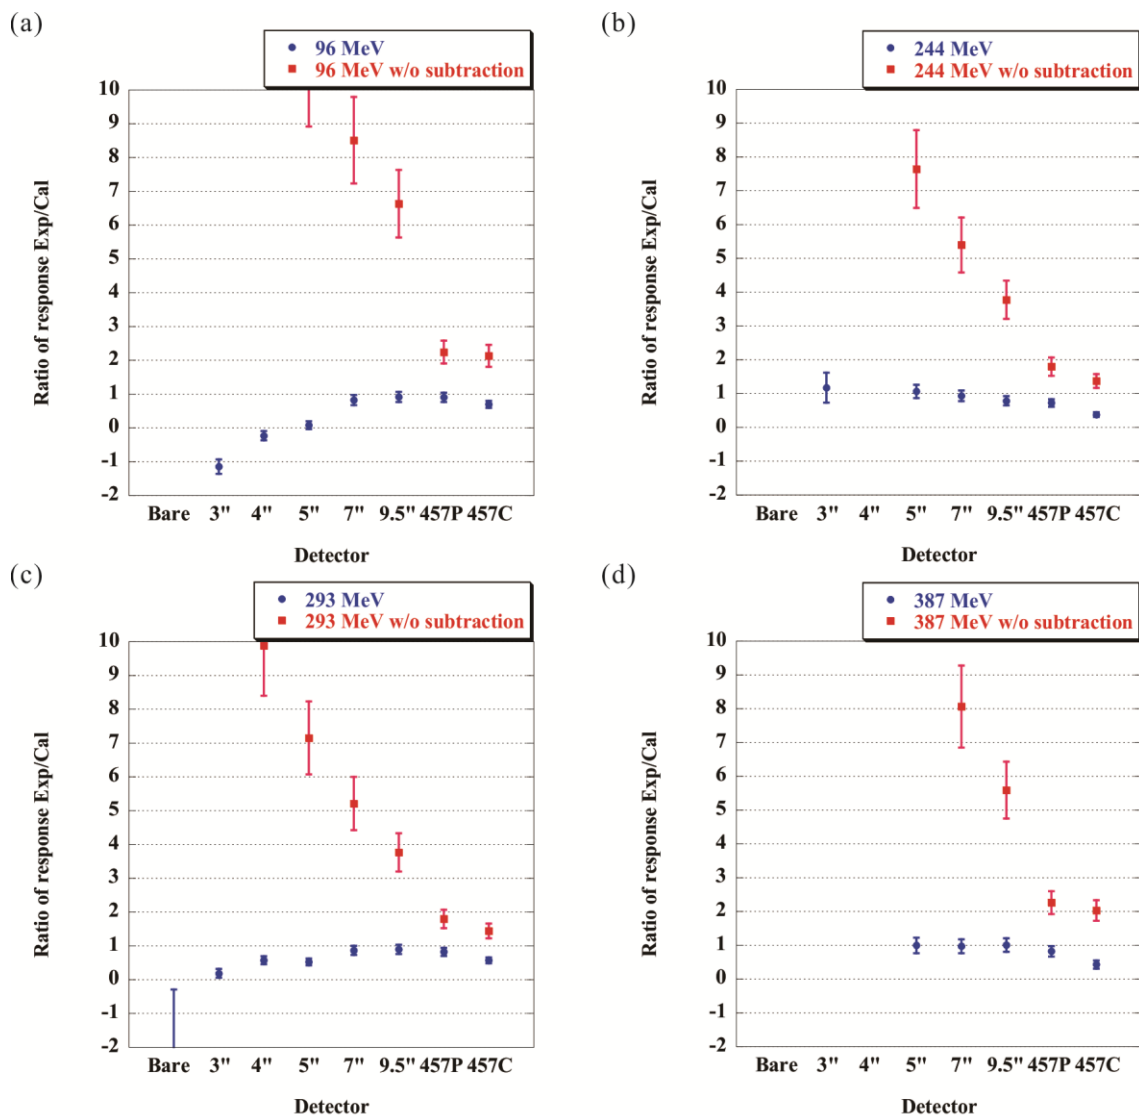 (a)
96 MeV
96 MeV w/o subtraction
10
9
8
7
6
5
4
3
2
1
0
-1
-2
Ratio of response Exp/Cal
Bare 3" 4" 5" 7" 9.5" 457P 457C
Detector
(b)
244 MeV
244 MeV w/o subtraction
10
9
8
7
6
5
4
3
2
1
0
-1
-2
Ratio of response Exp/Cal
Bare 3" 4" 5" 7" 9.5" 457P 457C
Detector
(c)
293 MeV
293 MeV w/o subtraction
10
9
8
7
6
5
4
3
2
1
0
-1
-2
Ratio of response Exp/Cal
Bare 3" 4" 5" 7" 9.5" 457P 457C
Detector
(d)
387 MeV
387 MeV w/o subtraction
10
9
8
7
6
5
4
3
2
1
0
-1
-2
Ratio of response Exp/Cal
Bare 3" 4" 5" 7" 9.5" 457P 457C
Detector